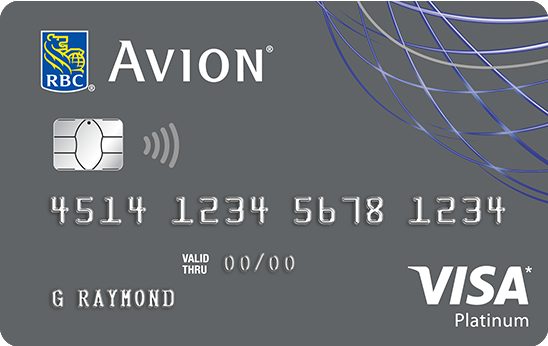 RBC® AVION®
4514 1234 5678 1234
VALID THRU 00/00
G RAYMOND
VISA*
Platinum